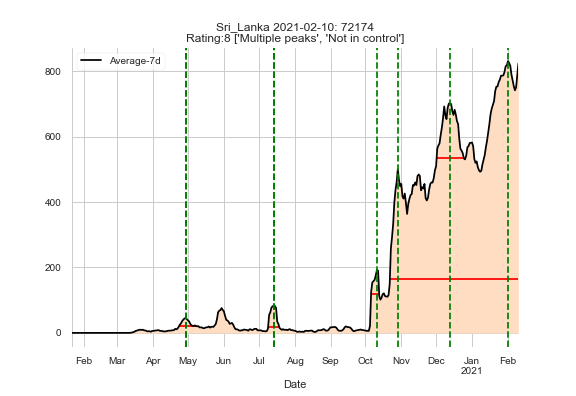 Sri_Lanka 2021-02-10: 72174
Rating:8 ['Multiple peaks', 'Not in control']
Average-7d
800
600
400
200
0
Feb Mar Apr May Jun Jul Aug Sep Oct Nov Dec Jan Feb
2021
Date